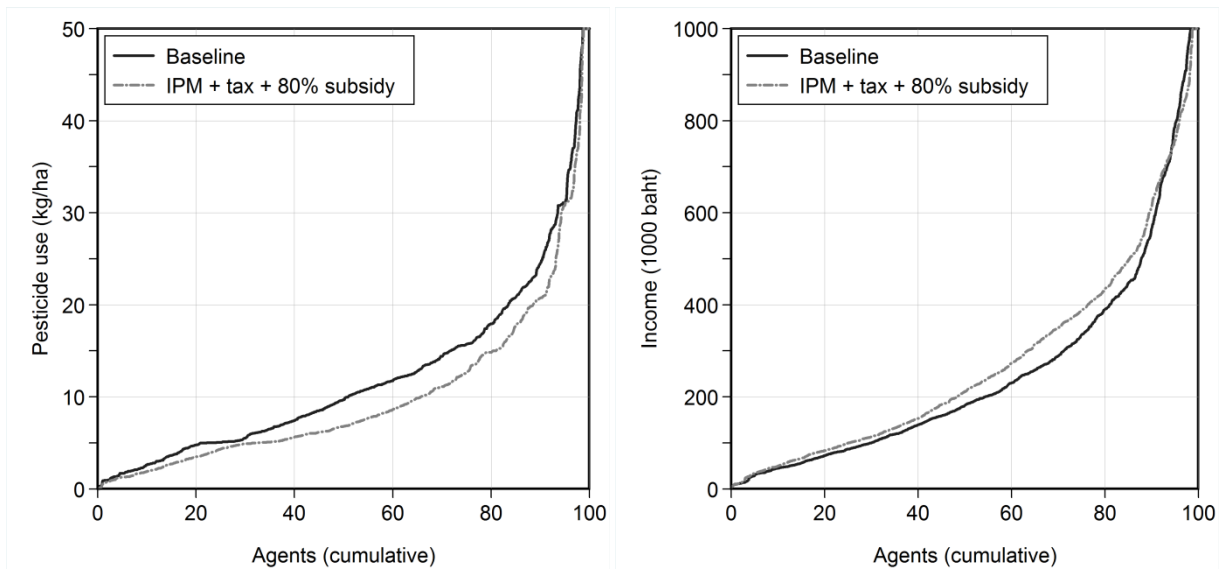 Baseline
IPM + tax + 80% subsidy
Pesticide use (kg/ha)
50
40
30
20
10
0
0 20 40 60 80 100
Agents (cumulative)
Baseline
IPM + tax + 80% subsidy
Income (1000 baht)
1000
800
600
400
200
0
0 20 40 60 80 100
Agents (cumulative)